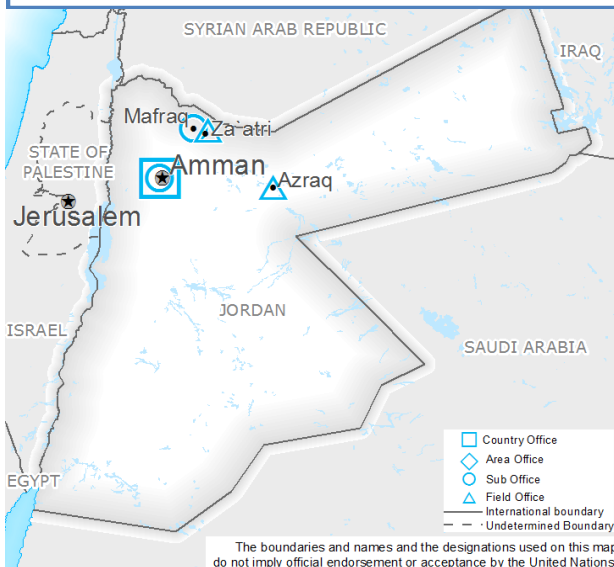 SYRIAN ARAB REPUBLIC
IRAQ
Mafraq
Za`atri
STATE OF
PALESTINE
Amman
Azraq
Jerusalem
JORDAN
ISRAEL
SAUDI ARABIA
EGYPT
Country Office
Area Office
Sub Office
Field Office
International boundary
Undetermined Boundary
The boundaries and names and the designations used on this map
do not imply official endorsement or acceptance by the United Nations